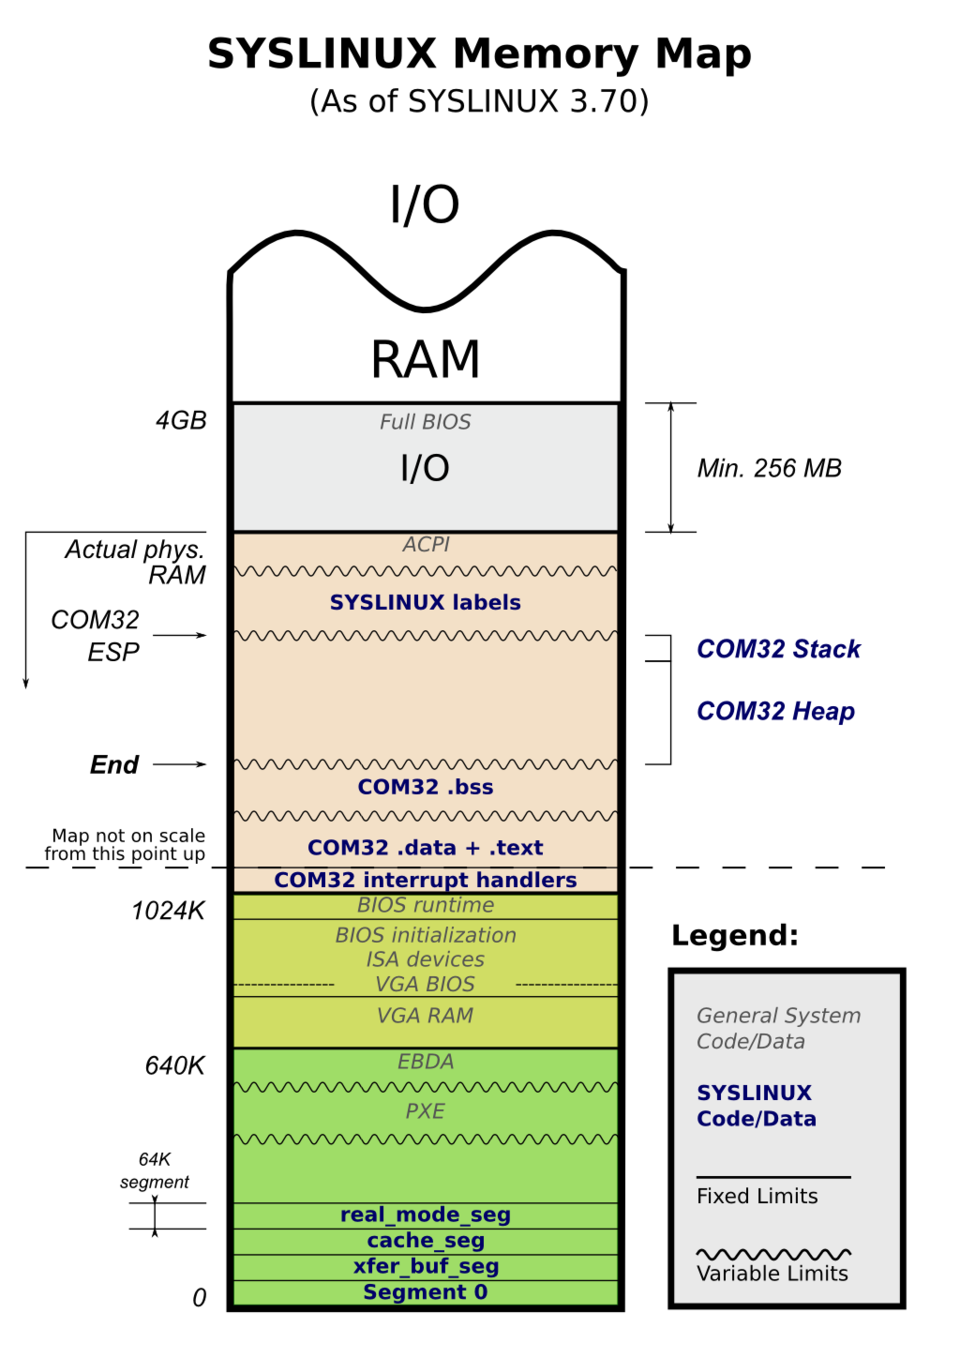 SYSLINUX Memory Map
(As of SYSLINUX 3.70)
I/O
RAM
4GB
Full BIOS
I/O
Min. 256 MB
Actual phys.
RAM
ACPI
SYSLINUX labels
COM32
ESP
COM32 Stack
COM32 Heap
End
COM32 .bss
Map not on scale
from this point up
COM32 .data + .text
COM32 interrupt handlers
1024K
BIOS runtime
BIOS initialization
ISA devices
VGA BIOS
VGA RAM
640K
EBDA
PXE
64K
segment
real_mode_seg
cache_seg
xfer_buf_seg
Segment 0
0
Legend:
General System
Code/Data
SYSLINUX
Code/Data
Fixed Limits
Variable Limits